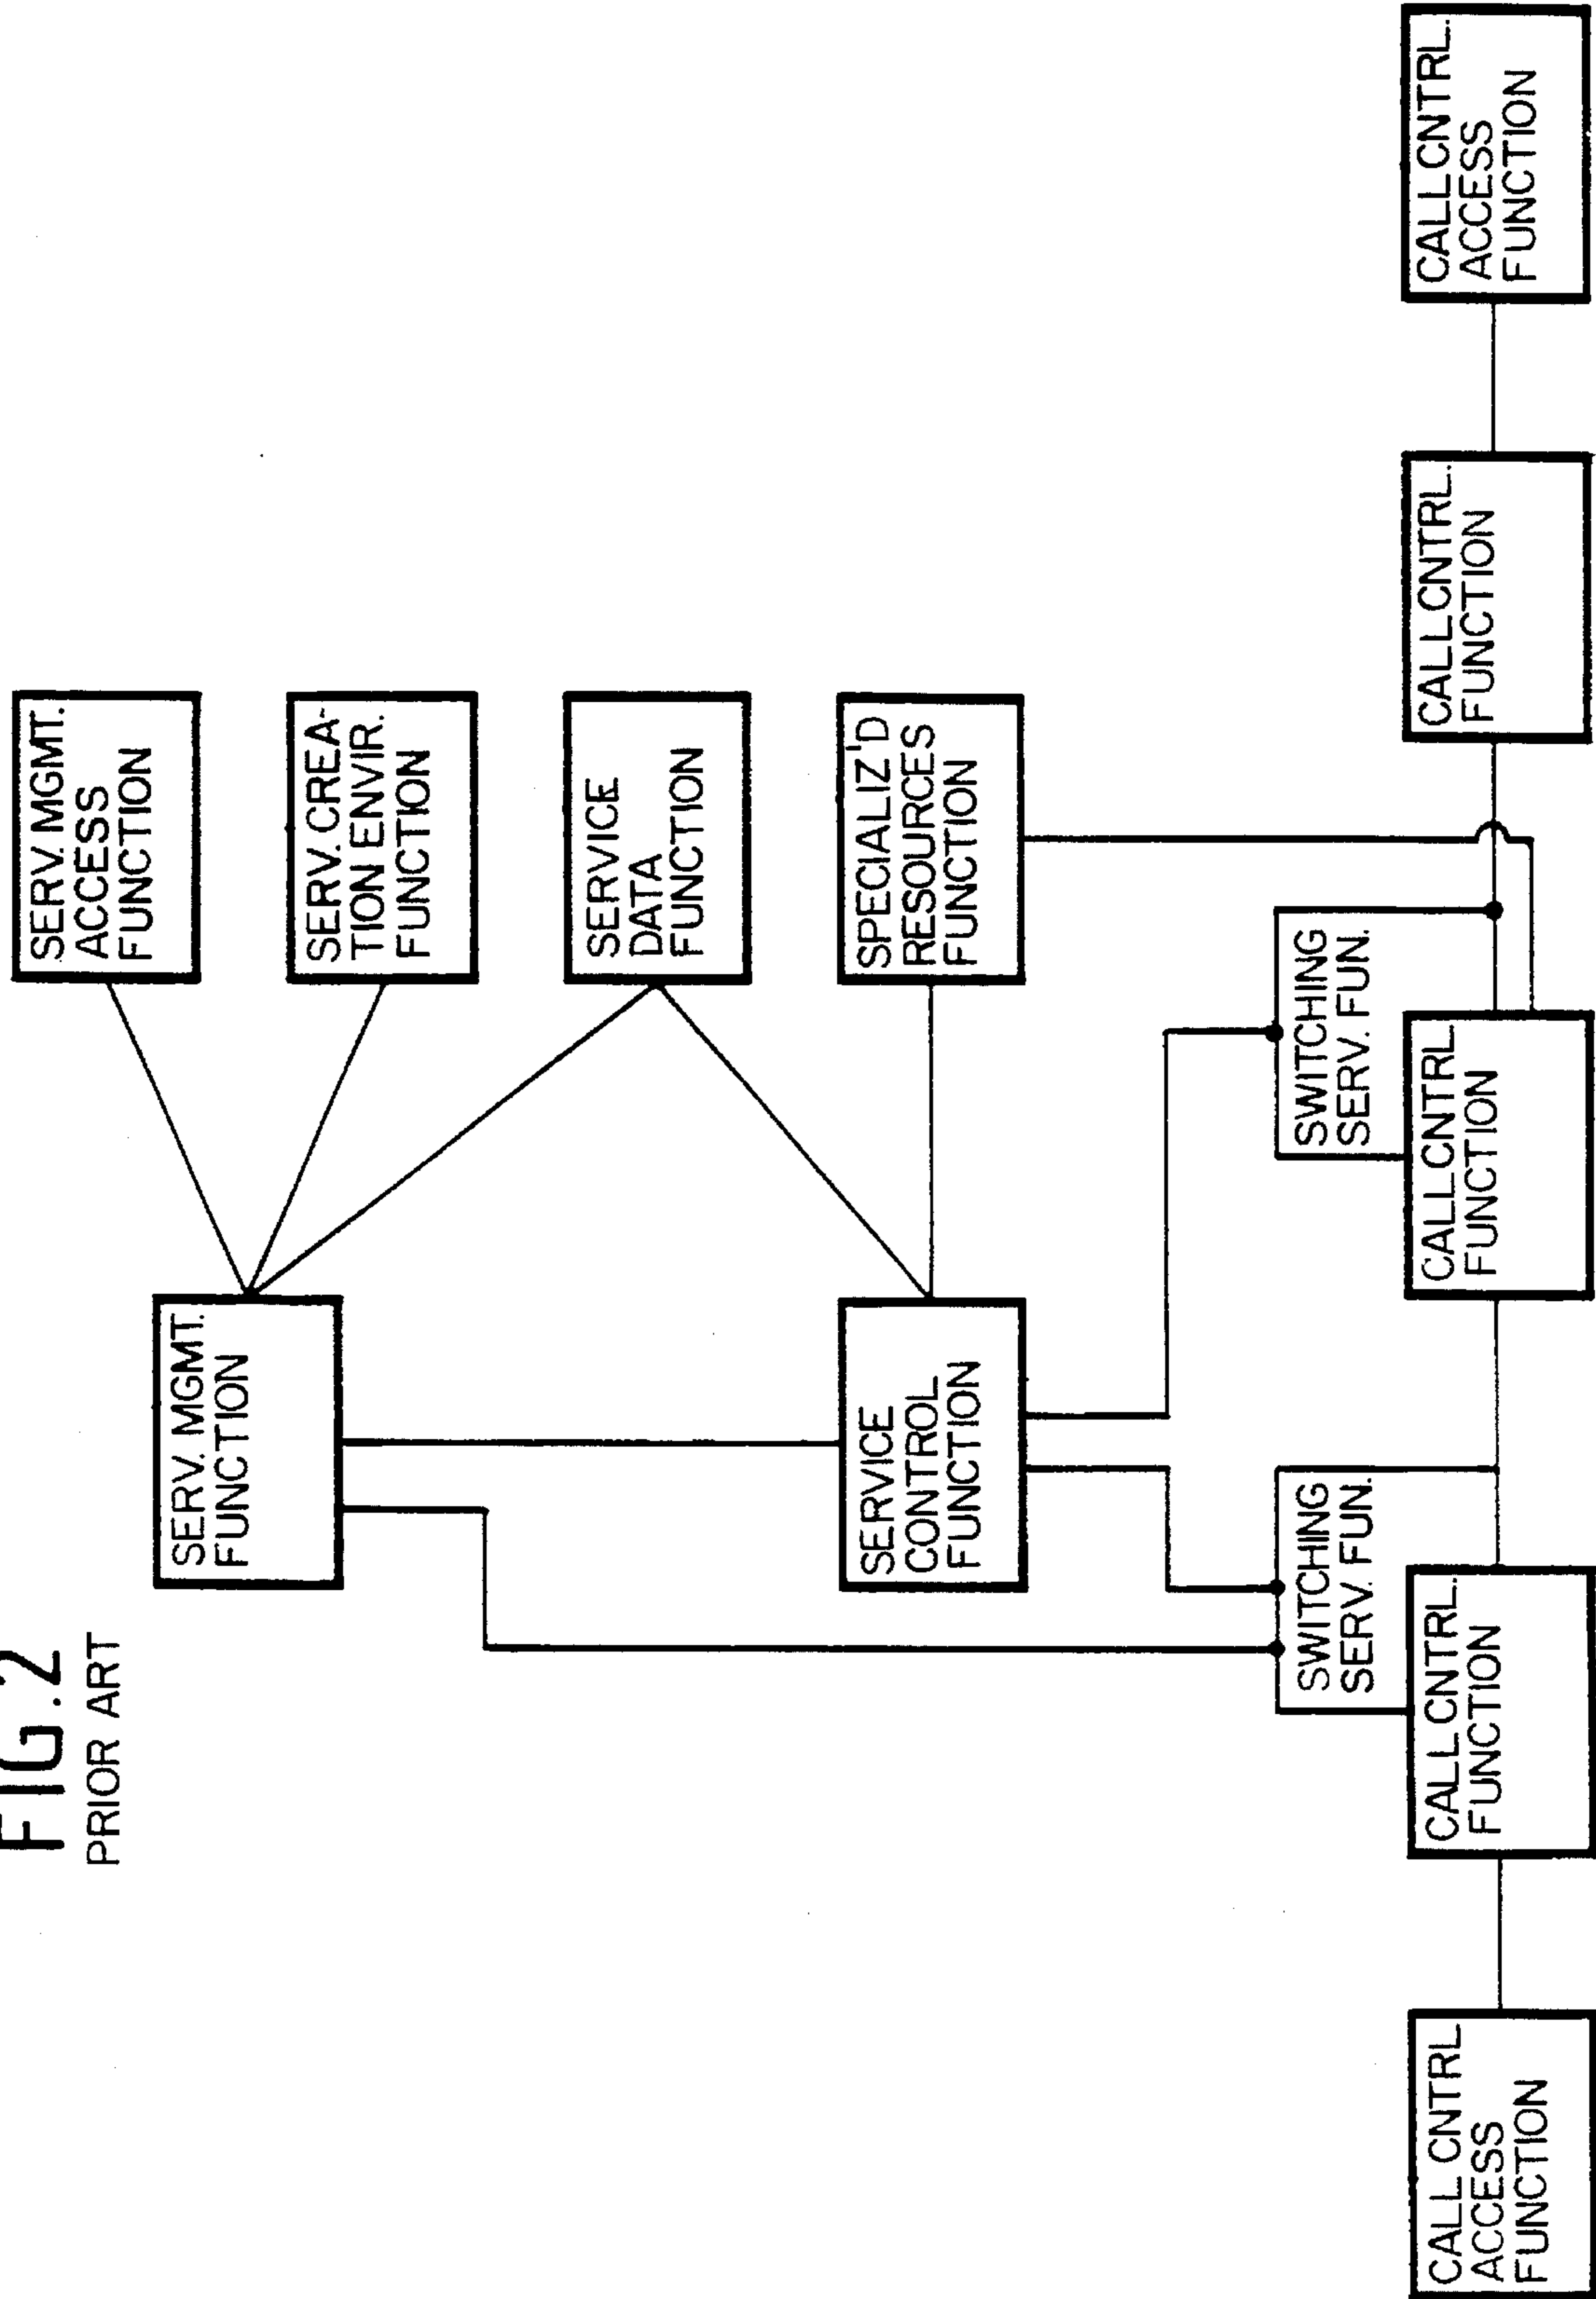 FIG.2
PRIOR ART
SERV. MGMT.
ACCESS
FUNCTION
SERV. MGMT.
FUNCTION
SERV. CREA-
TION ENVIR.
FUNCTION
SERVICE
DATA
FUNCTION
SERVICE
CONTROL
FUNCTION
SPECIALIZ'D
RESOURCES
FUNCTION
SWITCHING
SERV. FUN.
SWITCHING
SERV. FUN.
CALL CNTRL.
ACCESS
FUNCTION
CALL CNTRL.
FUNCTION
CALL CNTRL.
FUNCTION
CALL CNTRL.
FUNCTION
CALL CNTRL.
ACCESS
FUNCTION